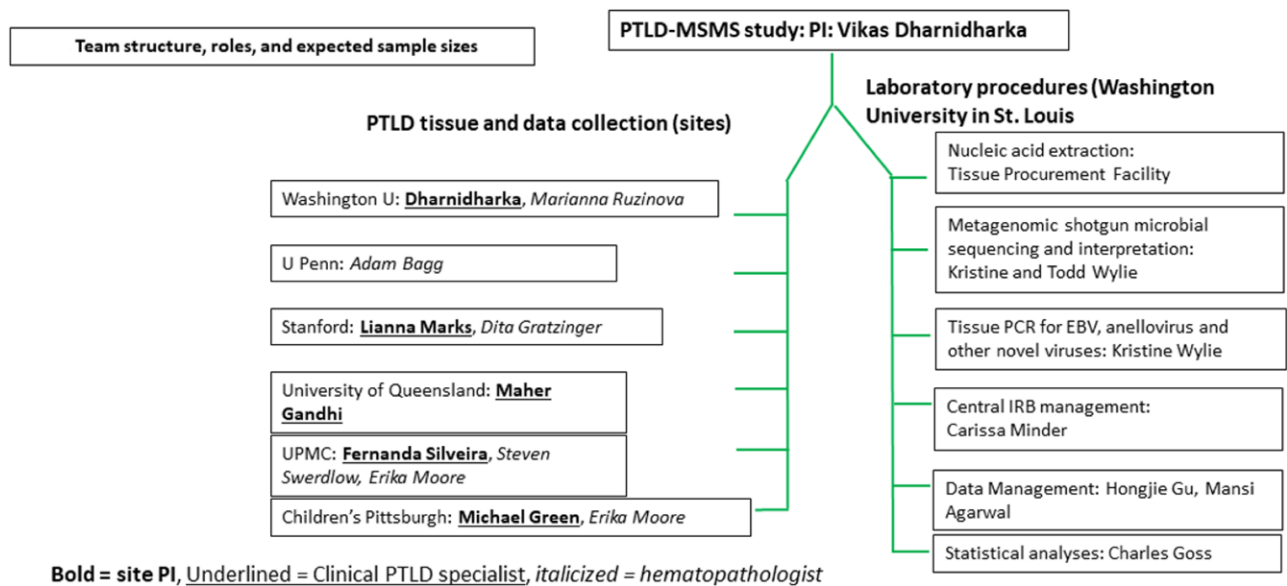 Team structure, roles, and expected sample sizes
PTLD-MSMS study: PI: Vikas Dharnidharka
PTLD tissue and data collection (sites)
Washington U: Dharnidharka, Marianna Ruzinova
U Penn: Adam Bagg
Stanford: Lianna Marks, Dita Gratzinger
University of Queensland: Maher
Gandhi
UPMC: Fernanda Silveira, Steven
Swerdlow, Erika Moore
Children's Pittsburgh: Michael Green, Erika Moore
Laboratory procedures (Washington
University in St. Louis
Nucleic acid extraction:
Tissue Procurement Facility
Metagenomic shotgun microbial
sequencing and interpretation:
Kristine and Todd Wylie
Tissue PCR for EBV, anellovirus and
other novel viruses: Kristine Wylie
Central IRB management:
Carissa Minder
Data Management: Hongjie Gu, Mansi
Agarwal
Statistical analyses: Charles Goss
Bold = site PI, Underlined = Clinical PTLD specialist, italicized = hematopathologist